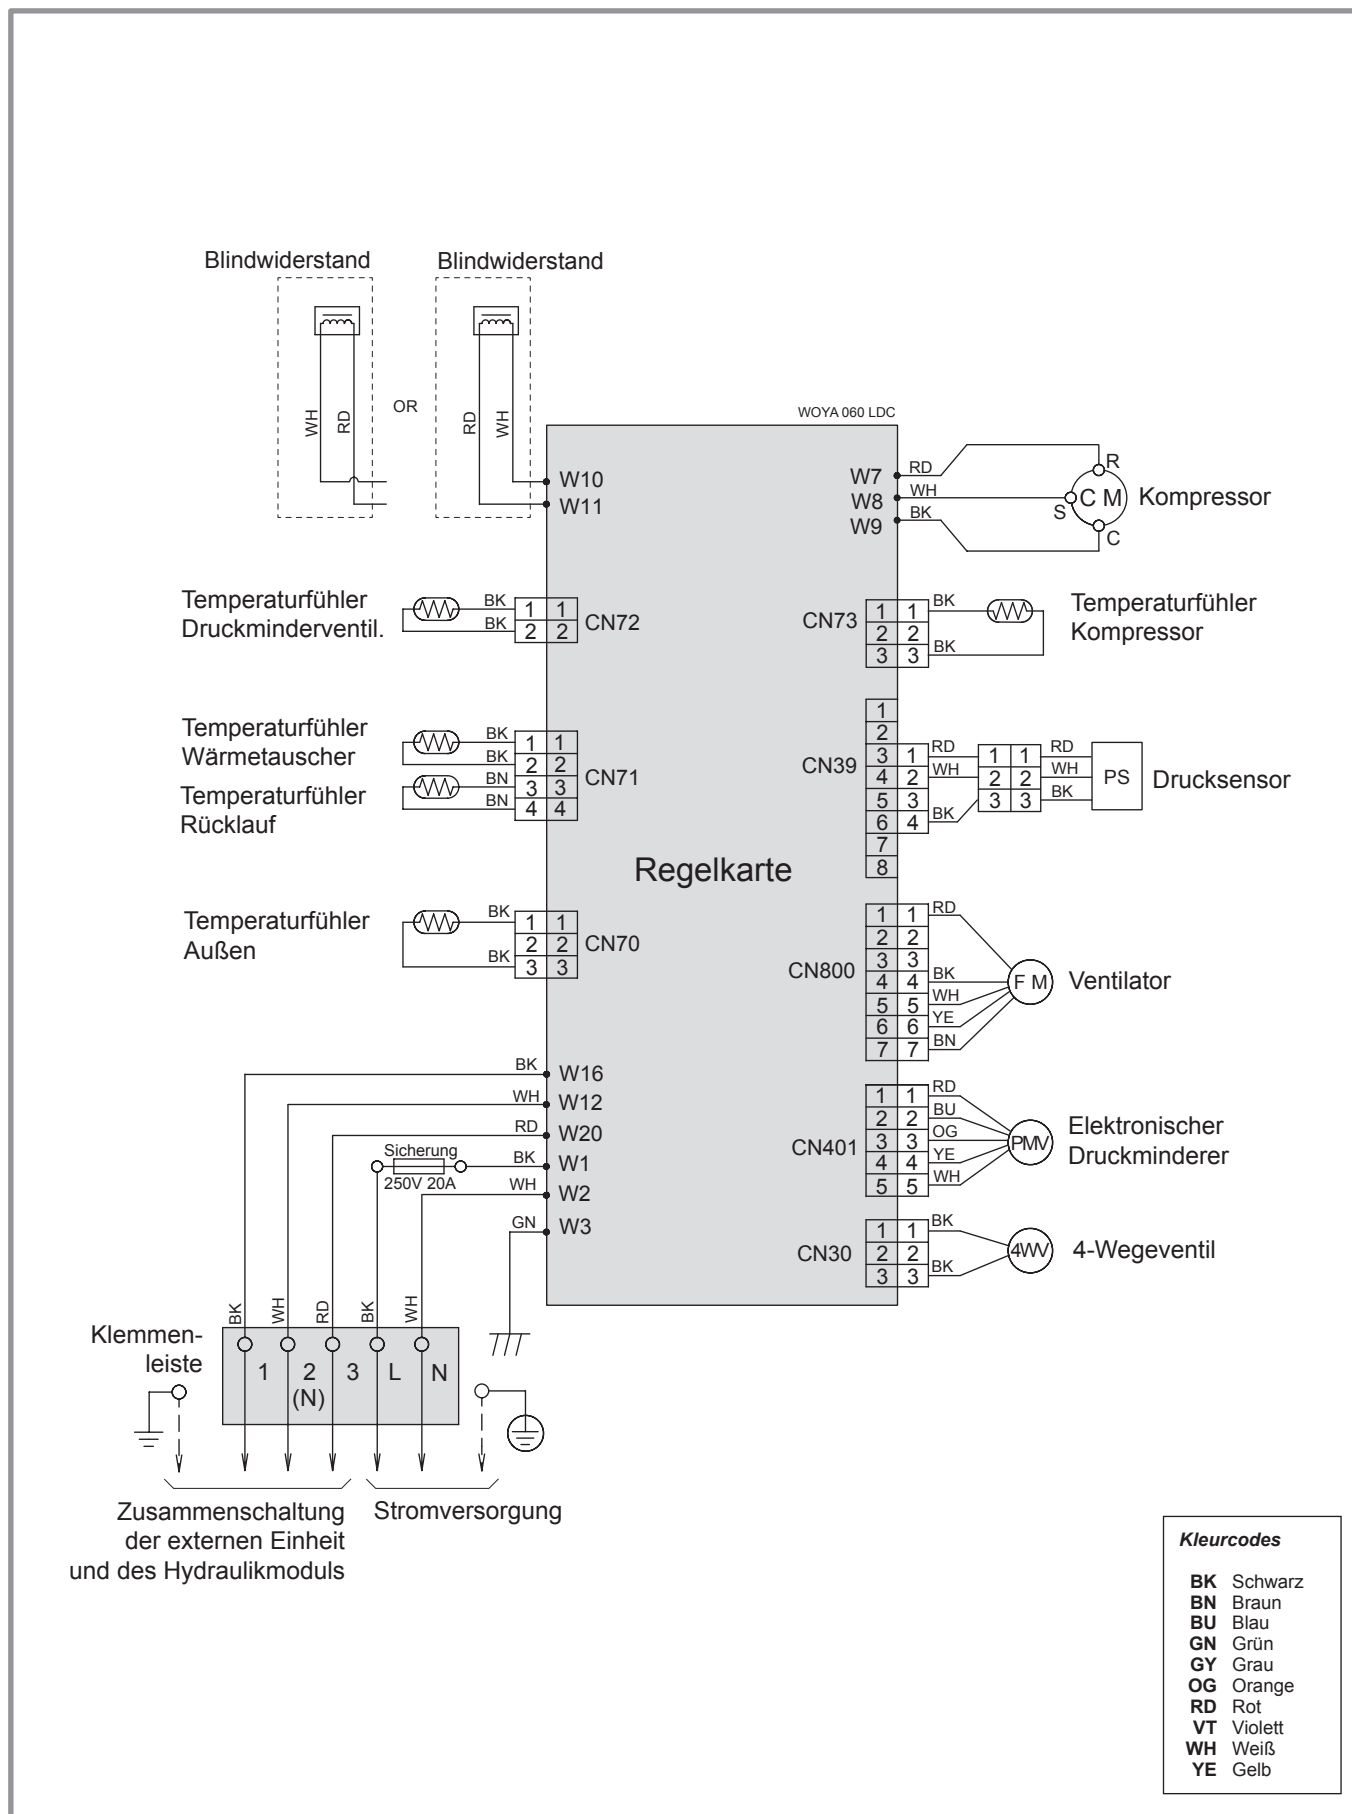 Blindwiderstand
Blindwiderstand
WH
RD
OR
RD
WH
WOYA 060 LDC
W10
W11
W7
W8
W9
RD
WH
BK
R
S
C
C M
Kompressor
Temperaturfühler
Druckminderventil.
BK
BK
1 1
2 2
CN72
CN73
1 1
2 2
3 3
BK
BK
Temperaturfühler
Kompressor
Temperaturfühler
Wärmetauscher
Temperaturfühler
Rücklauf
BK
BK
BN
BN
1 1
2 2
3 3
4 4
CN71
CN39
1
2
3 1
4 2
5 3
6 4
7
8
RD
WH
BK
1 1
2 2
3 3
RD
WH
BK
PS
Drucksensor
Regelkarte
Temperaturfühler
Außen
BK
BK
1 1
2 2
3 3
CN70
CN800
1 1
2 2
3 3
4 4
5 5
6 6
7 7
RD
BK
WH
YE
BN
F M
Ventilator
BK
W16
WH
W12
RD
W20
Sicherung
250V 20A
BK
W1
WH
W2
GN
W3
CN401
1 1
2 2
3 3
4 4
5 5
RD
BU
OG
YE
WH
PMV
Elektronischer
Druckminderer
CN30
1 1
2 2
3 3
BK
BK
4WV
4-Wegeventil
BK
WH
RD
BK
WH
Klemmen-
leiste
1 2 3 L N
(N)
Zusammenschaltung
der externen Einheit
und des Hydraulikmoduls
Stromversorgung
Kleurcodes
BK Schwarz
BN Braun
BU Blau
GN Grün
GY Grau
OG Orange
RD Rot
VT Violett
WH Weiß
YE Gelb